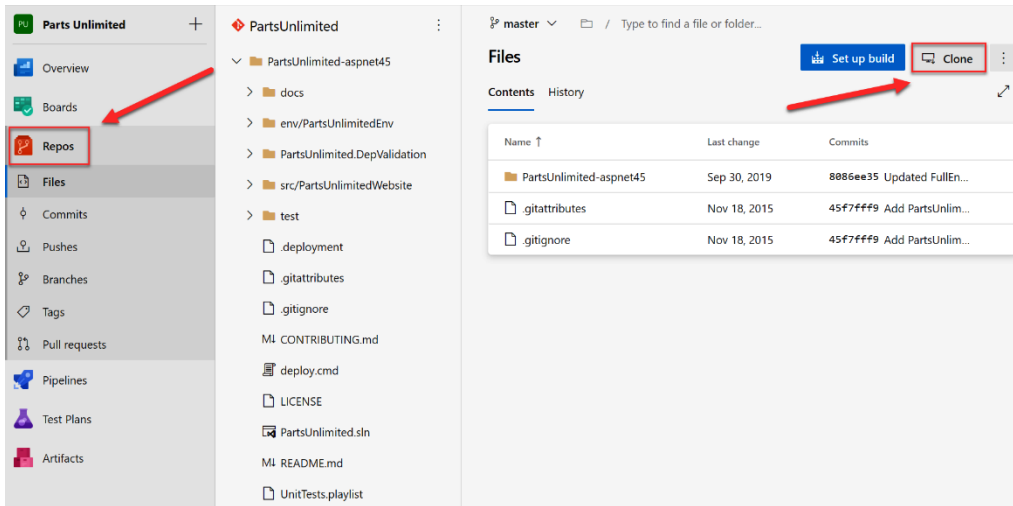 PU Parts Unlimited
Overview
Boards
Repos
Files
Commits
Pushes
Branches
Tags
Pull requests
Pipelines
Test Plans
Artifacts
PartsUnlimited
PartsUnlimited-aspnet45
docs
env/PartsUnlimitedEnv
PartsUnlimited.DepValidation
src/PartsUnlimitedWebsite
test
.deployment
.gitattributes
.gitignore
M↓ CONTRIBUTING.md
deploy.cmd
LICENSE
PartsUnlimited.sln
M↓ README.md
UnitTests.playlist
master / Type to find a file or folder...
Files Set up build Clone
Contents History
Name ↑ Last change Commits
PartsUnlimited-aspnet45 Sep 30, 2019 8086ee35 Updated FullEn...
.gitattributes Nov 18, 2015 45f7fff9 Add PartsUnlim...
.gitignore Nov 18, 2015 45f7fff9 Add PartsUnlim...